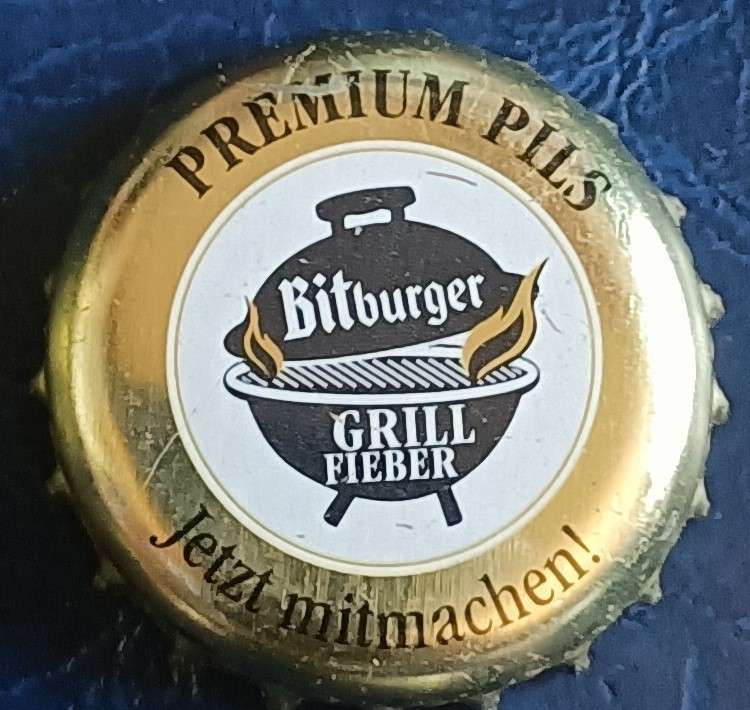 PREMIUM PILS
Bitburger
GRILL
FIEBER
Jetzt mitmachen!